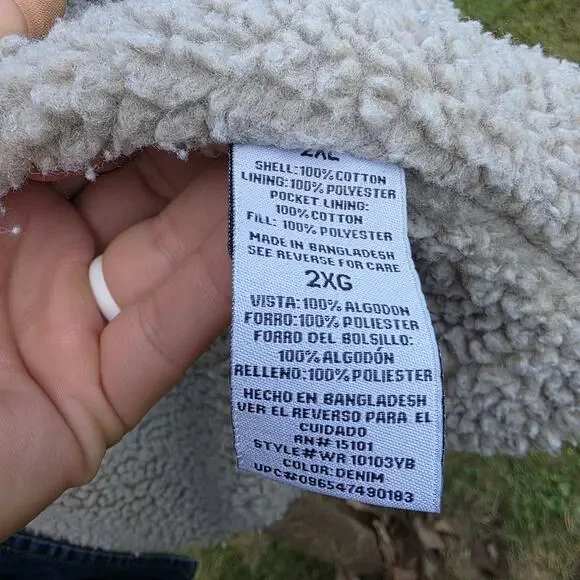 2XL
SHELL:100% COTTON
LINING:100% POLYESTER
POCKET LINING:
100% COTTON
FILL: 100% POLYESTER
MADE IN BANGLADESH
SEE REVERSE FOR CARE
2XG
VISTA:100% ALGODON
FORRO:100% POLIESTER
FORRO DEL BOLSILLO:
100% ALGODÓN
RELLENO:100% POLIESTER
HECHO EN BANGLADESH
VER EL REVERSO PARA EL
CUIDADO
RN# 15101
STYLE#WR 10103YB
COLOR:DENIM
UPC#096547490183